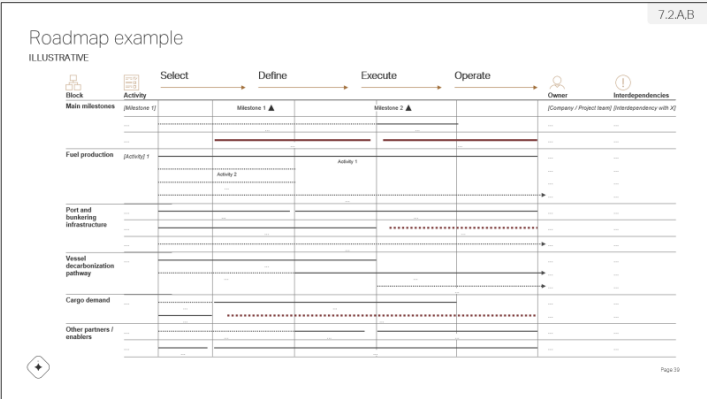 7.2.A,B
Roadmap example
ILLUSTRATIVE
Select Define Execute Operate
Block Activity Owner Interdependencies
Main milestones [Milestone 1] Milestone 1 ▲ Milestone 2 ▲ [Company / Project team] [Interdependency with X]
... ... ... ...
... ... ... ...
Fuel production [Activity] 1 Activity 1 ... ...
Activity 2 ... ...
... ... ...
... ... ...
Port and
bunkering
infrastructure
... ... ... ...
... ... ... ... ...
... ... ... ...
Vessel
decarbonization
pathway
... ... ... ...
... ... ... ...
... ... ...
Cargo demand ... ... ... ... ...
... ... ... ...
Other partners /
enablers
... ... ... ... ... ...
... ... ... ... ...
Page 39